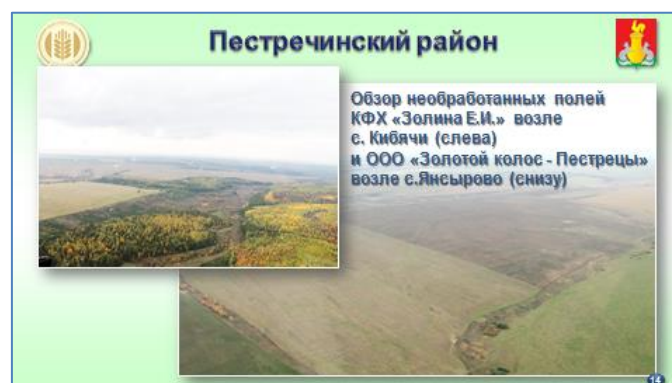 Пестречинский район
Обзор необработанных полей
КФХ «Золина Е.И.» возле
с. Кибячи (слева)
и ООО «Золотой колос - Пестрецы»
возле с.Янсырово (снизу)
14